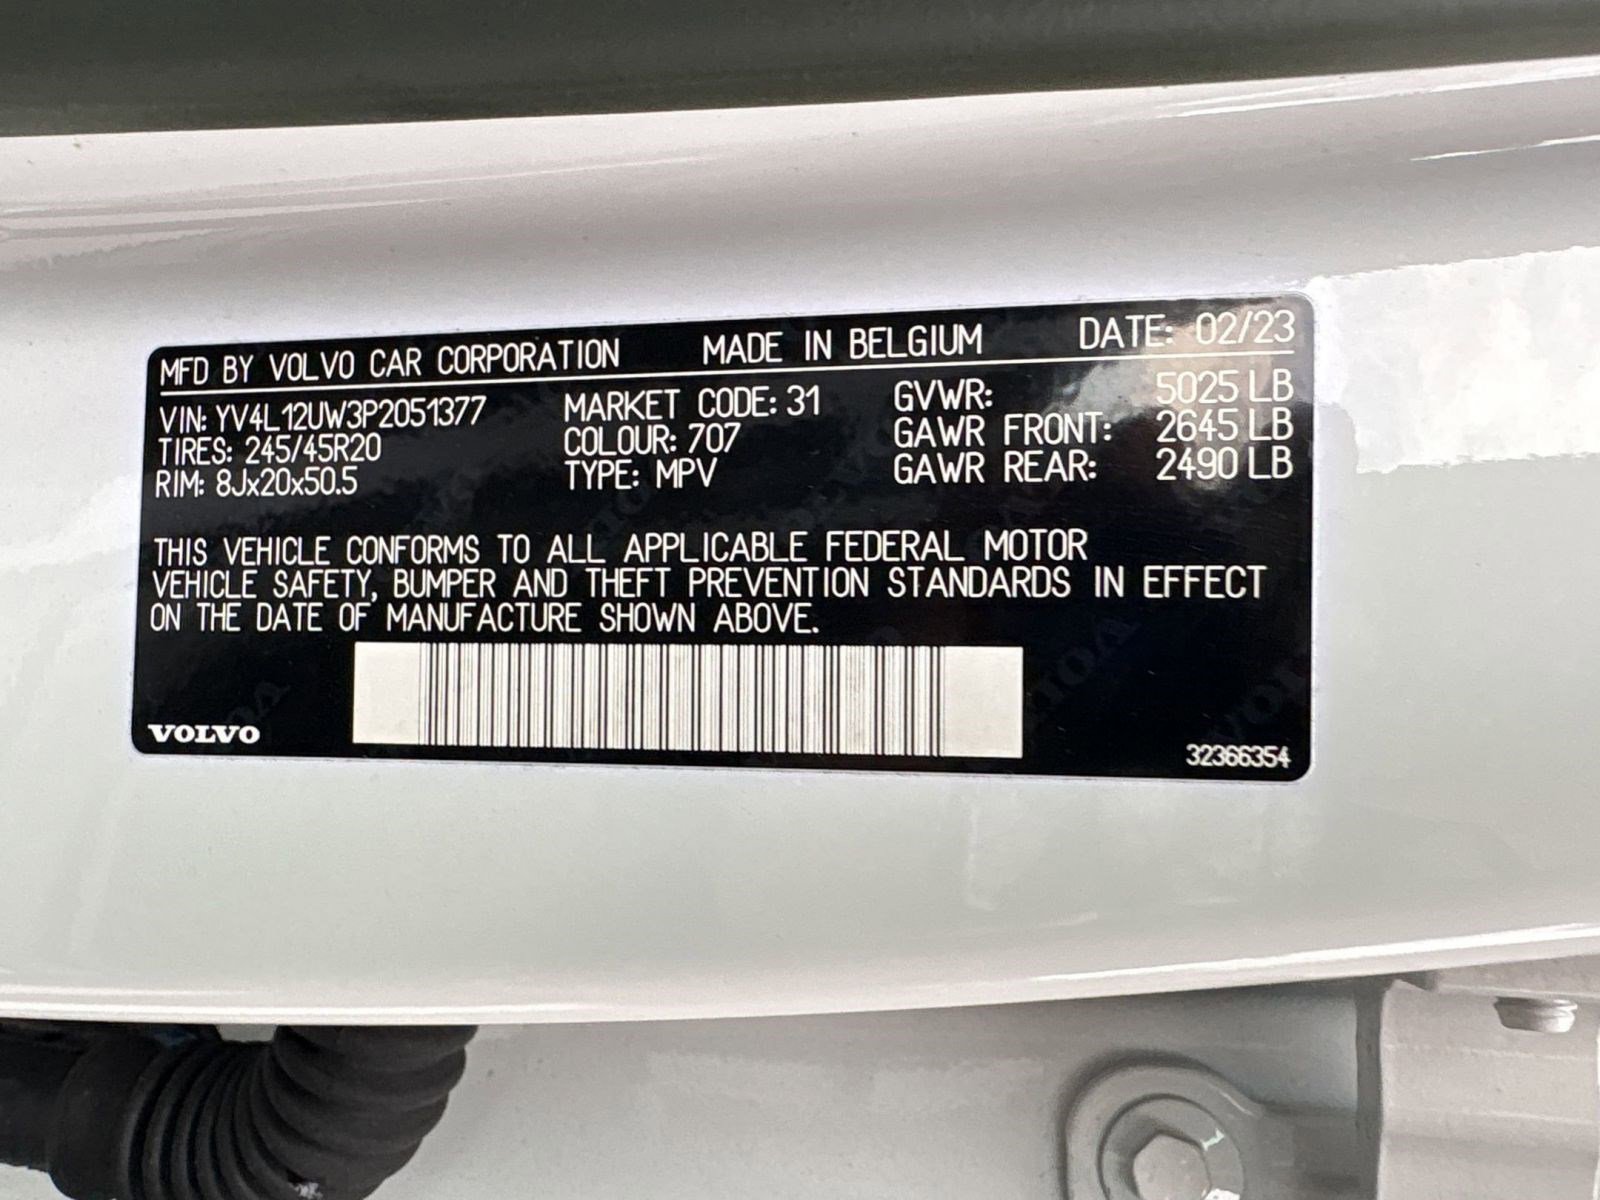 MFD BY VOLVO CAR CORPORATION MADE IN BELGIUM DATE: 02/23
VIN: YV4L12UW3P2051377 MARKET CODE: 31 GVWR: 5025 LB
TIRES: 245/45R20 COLOUR: 707 GAWR FRONT: 2645 LB
RIM: 8Jx20x50.5 TYPE: MPV GAWR REAR: 2490 LB
THIS VEHICLE CONFORMS TO ALL APPLICABLE FEDERAL MOTOR
VEHICLE SAFETY, BUMPER AND THEFT PREVENTION STANDARDS IN EFFECT
ON THE DATE OF MANUFACTURE SHOWN ABOVE.
VOLVO
32366354